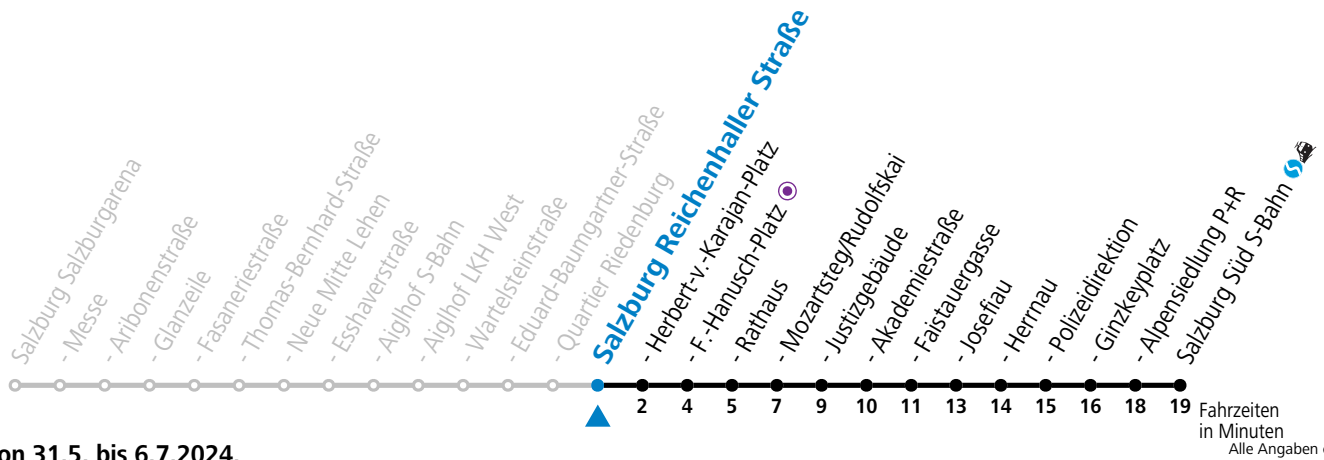 Salzburg Salzburgarena
- Messe
- Aribonenstraße
- Glanzeile
- Fasaneriestraße
- Thomas-Bernhard-Straße
- Neue Mitte Lehen
- Esshaverstraße
- Aiglhof S-Bahn
- Aiglhof LKH West
- Wartelsteinstraße
- Eduard-Baumgartner-Straße
- Quartier Riedenburg
Salzburg Reichenhaller Straße
- Herbert-v.-Karajan-Platz
- F.-Hanusch-Platz
- Rathaus
- Mozartsteg/Rudolfskai
- Justizgebäude
- Akademiestraße
- Faistauergasse
- Josefiau
- Herrnau
- Polizeidirektion
- Ginzkeyplatz
- Alpensiedlung P+R
Salzburg Süd S-Bahn
2 4 5 7 9 10 11 13 14 15 16 18 19
Fahrzeiten
in Minuten
Alle Angaben
on 31.5. bis 6.7.2024.